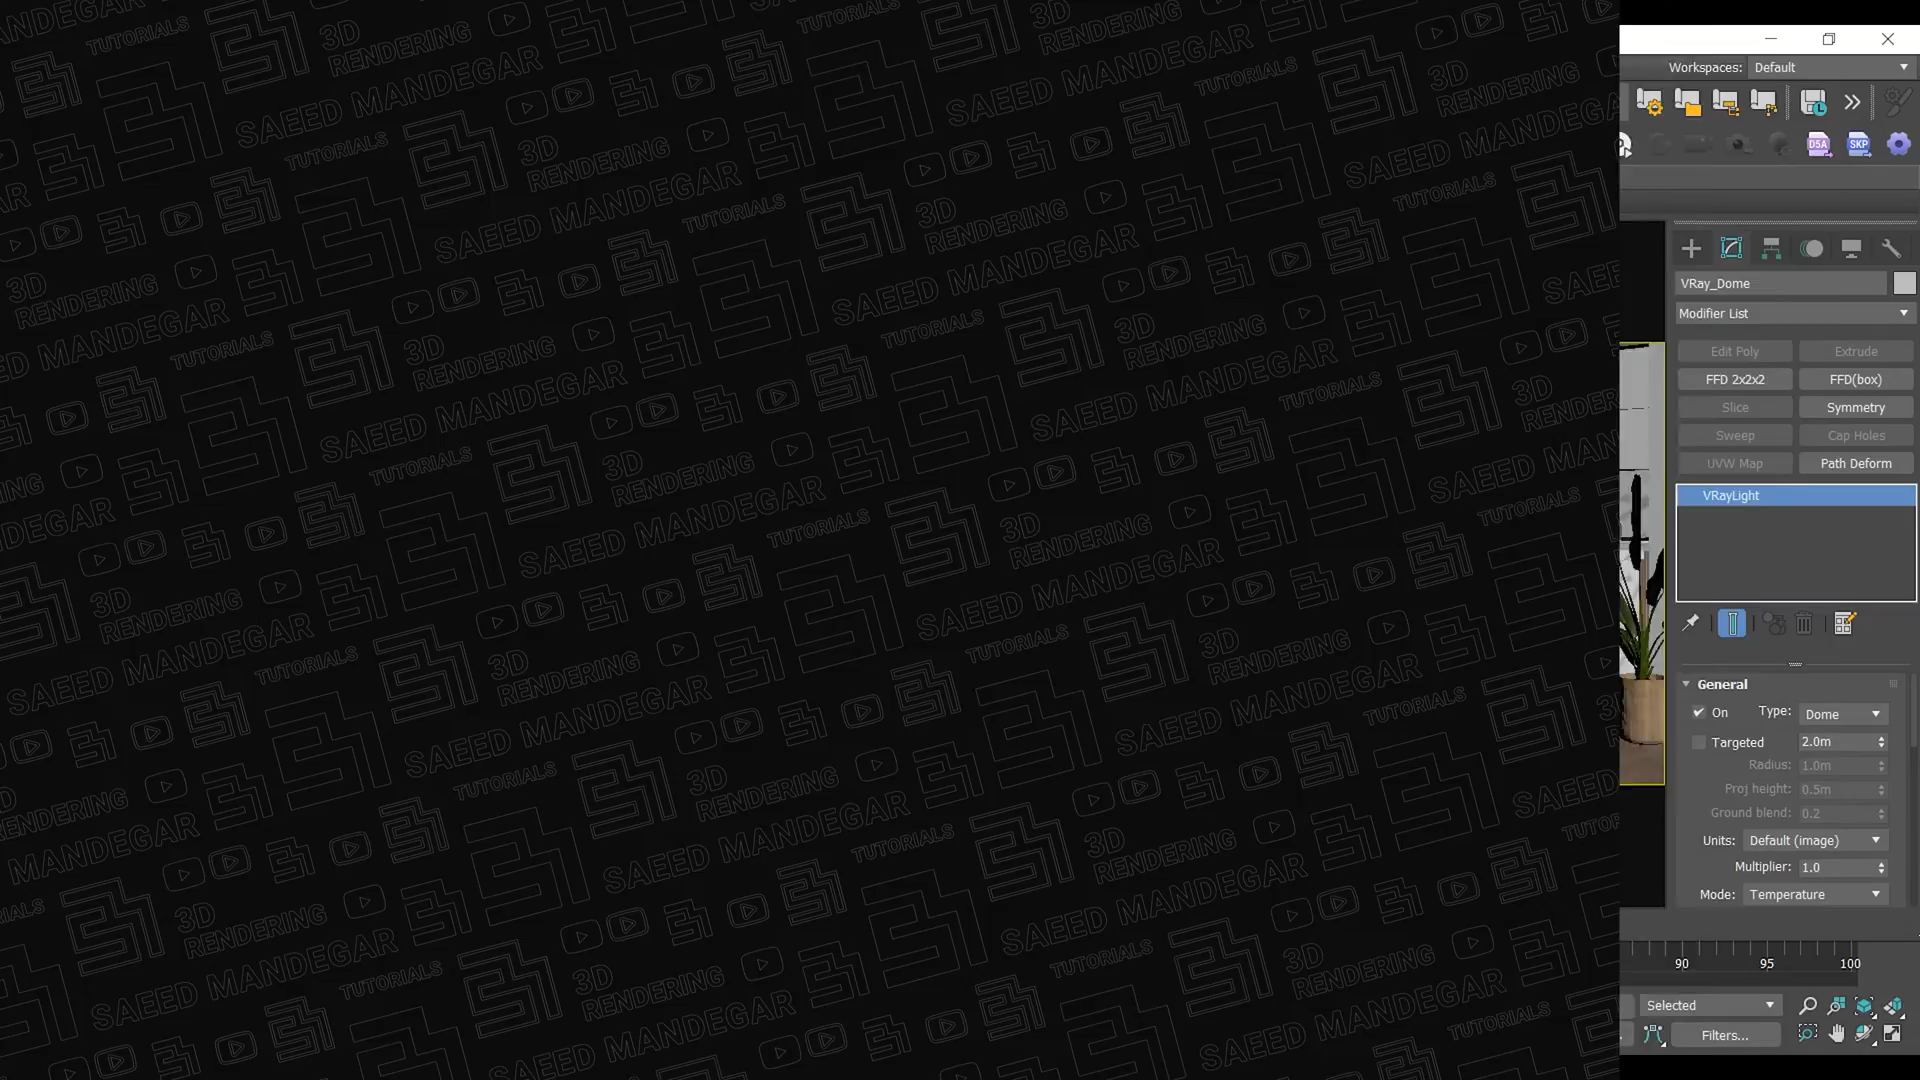 3D
RENDERING
SAEED MANDEGAR
TUTORIALS
Workspaces: Default
D5A SKP
VRay_Dome
Modifier List
Edit Poly Extrude
FFD 2x2x2 FFD(box)
Slice Symmetry
Sweep Cap Holes
UVW Map Path Deform
VRayLight
General
On Type: Dome
Targeted 2.0m
Radius: 1.0m
Proj height: 0.5m
Ground blend: 0.2
Units: Default (image)
Multiplier: 1.0
Mode: Temperature
90 95 100
Selected
Filters...